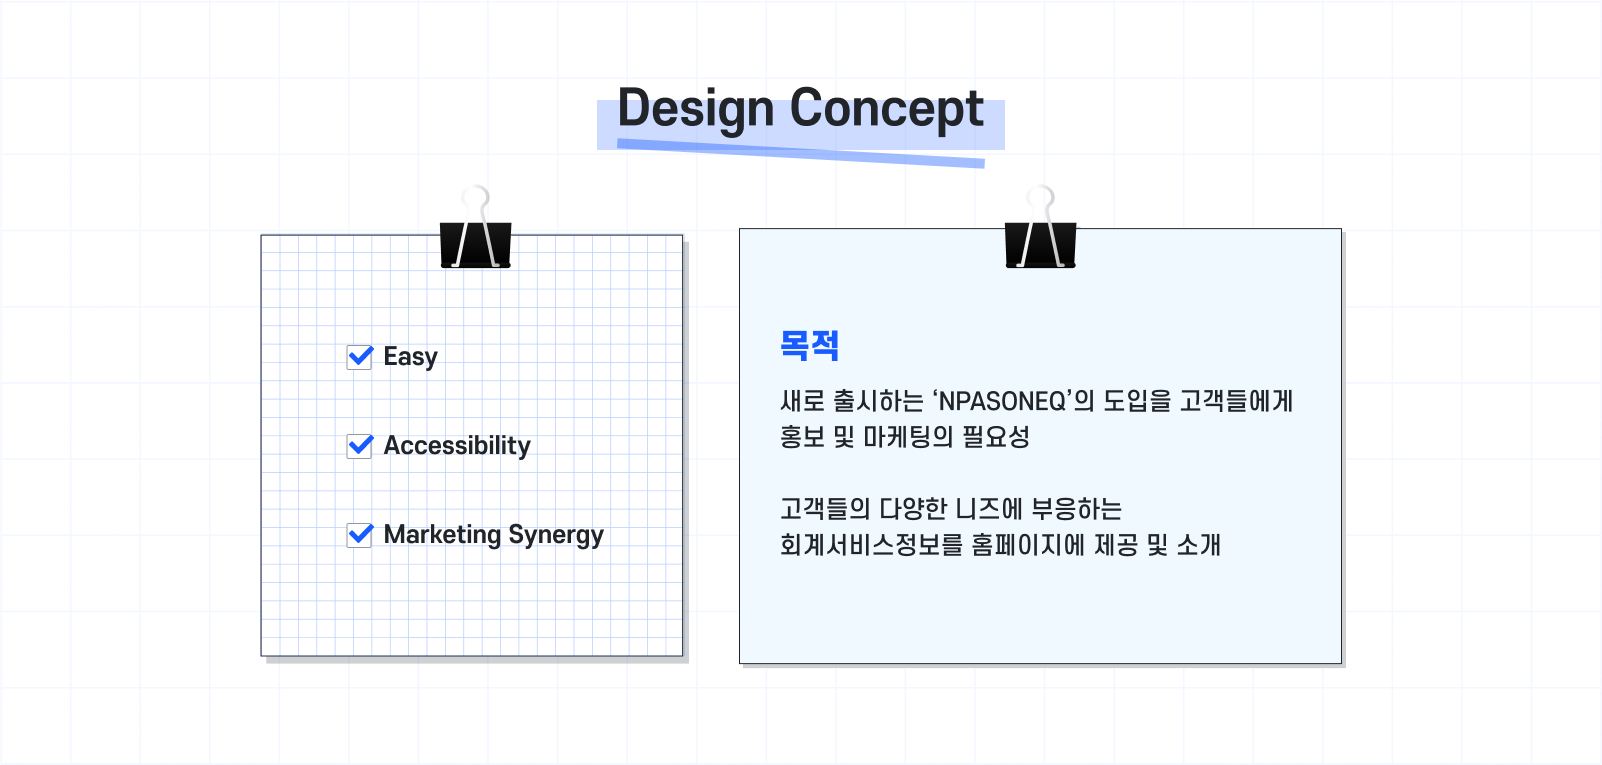 Design Concept
Easy
Accessibility
Marketing Synergy
목적
새로 출시하는 ‘NPASONEQ’의 도입을 고객들에게
홍보 및 마케팅의 필요성
고객들의 다양한 니즈에 부응하는
회계서비스정보를 홈페이지에 제공 및 소개